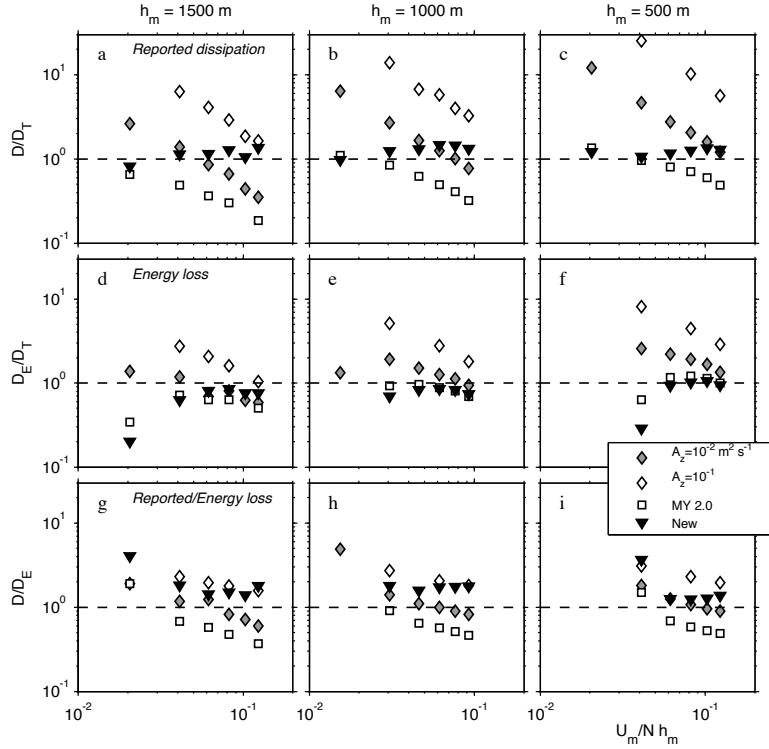 h_m = 1500 m h_m = 1000 m h_m = 500 m
a Reported dissipation b c
10^1
D/D_T
10^0
10^-1
d Energy loss e f
10^1
D_E/D_T
10^0
10^-1
A_z=10^-2 m^2 s^-1
A_z=10^-1
MY 2.0
New
g Reported/Energy loss h i
10^1
D/D_E
10^0
10^-1
10^-2 10^-1 10^-2 10^-1 10^-2 10^-1
U_m/N h_m